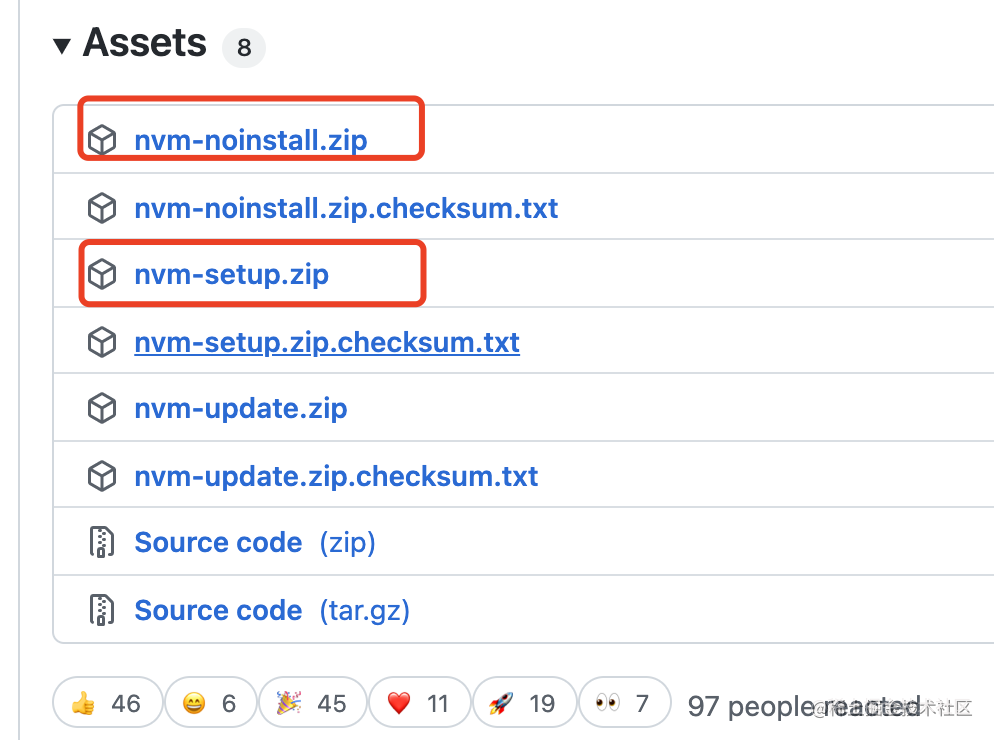 Assets 8
nvm-noinstall.zip
nvm-noinstall.zip.checksum.txt
nvm-setup.zip
nvm-setup.zip.checksum.txt
nvm-update.zip
nvm-update.zip.checksum.txt
Source code (zip)
Source code (tar.gz)
👍 46 😄 6 🎉 45 ❤️ 11 🚀 19 👀 7 97 people reacted
@稀土掘金技术社区